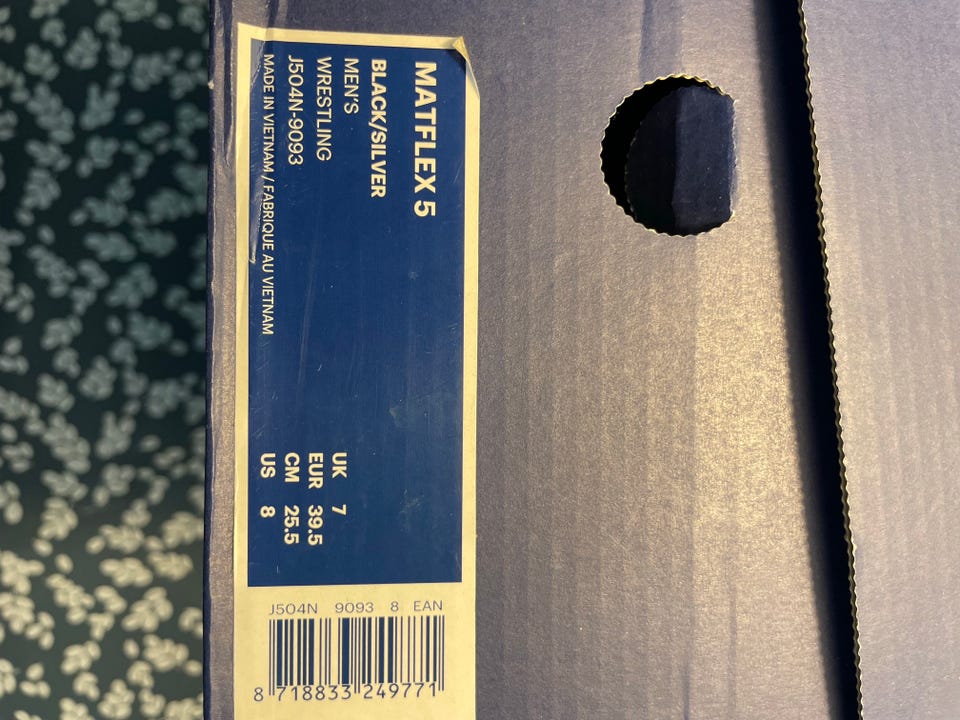 MATFLEX 5
BLACK/SILVER
MEN'S
WRESTLING
J504N-9093
MADE IN VIETNAM / FABRIQUE AU VIETNAM
UK 7
EUR 39.5
CM 25.5
US 8
J504N 9093 8 EAN
8 718833 249771